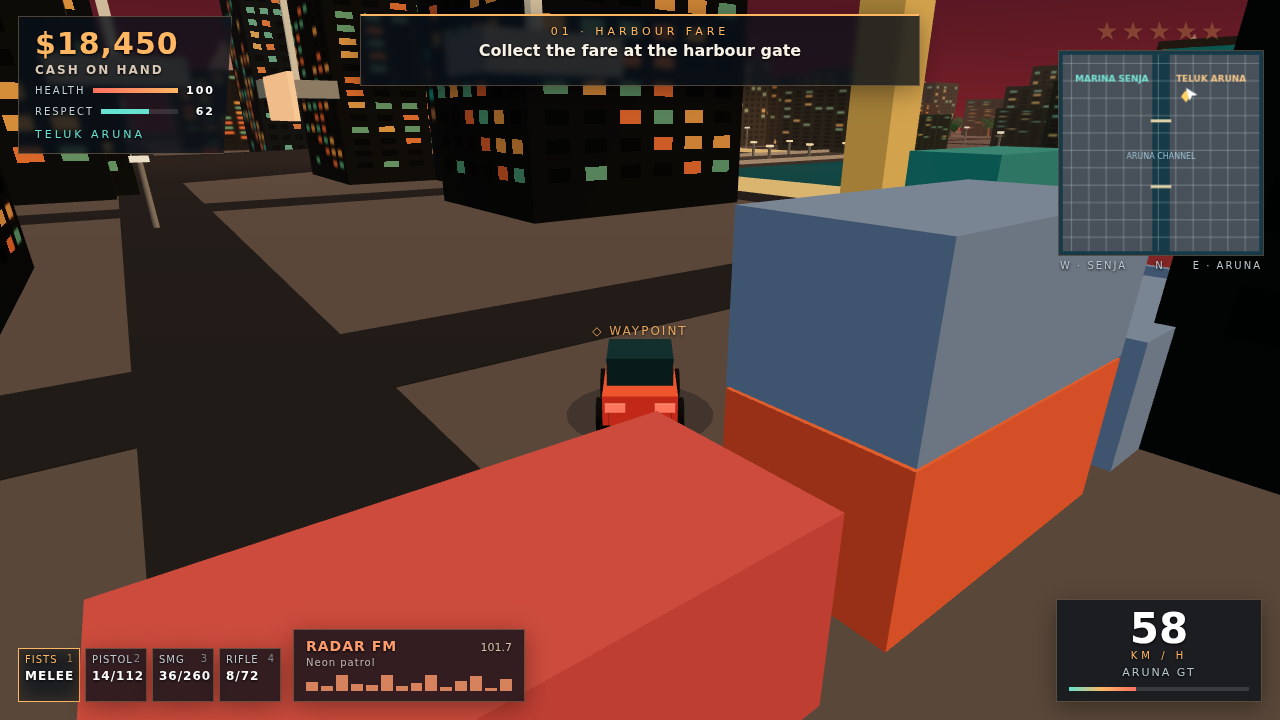 $18,450
CASH ON HAND
HEALTH 100
RESPECT 62
TELUK ARUNA
01 · HARBOUR FARE
Collect the fare at the harbour gate
★★★★★
MARINA SENJA TELUK ARUNA
ARUNA CHANNEL
W · SENJA N E · ARUNA
◇ WAYPOINT
FISTS 1
MELEE
PISTOL 2
14/112
SMG 3
36/260
RIFLE 4
8/72
RADAR FM 101.7
Neon patrol
58
KM / H
ARUNA GT